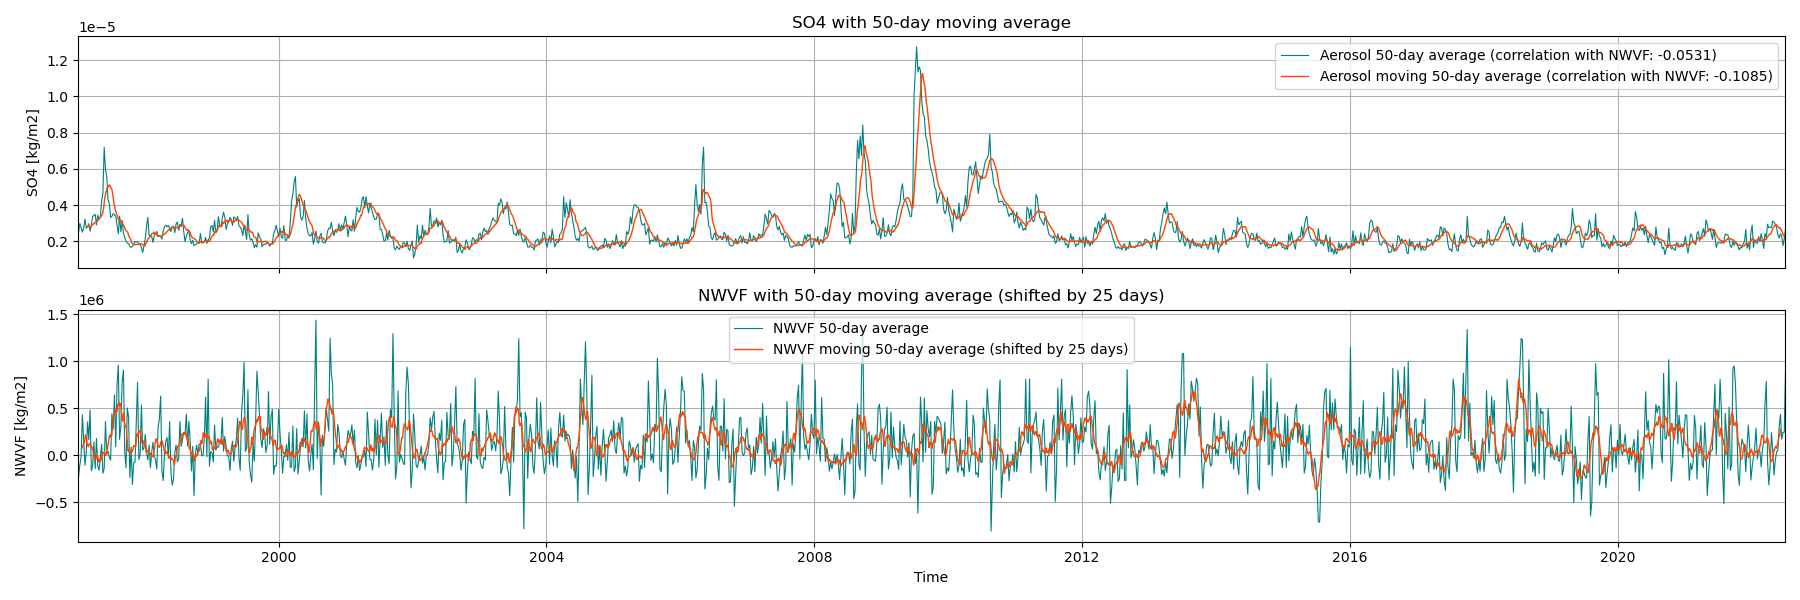 SO4 with 50-day moving average
1e−5
1.2
1.0
0.8
0.6
0.4
0.2
SO4 [kg/m2]
Aerosol 50-day average (correlation with NWVF: -0.0531)
Aerosol moving 50-day average (correlation with NWVF: -0.1085)
NWVF with 50-day moving average (shifted by 25 days)
1e6
1.5
1.0
0.5
0.0
−0.5
NWVF [kg/m2]
NWVF 50-day average
NWVF moving 50-day average (shifted by 25 days)
2000 2004 2008 2012 2016 2020
Time